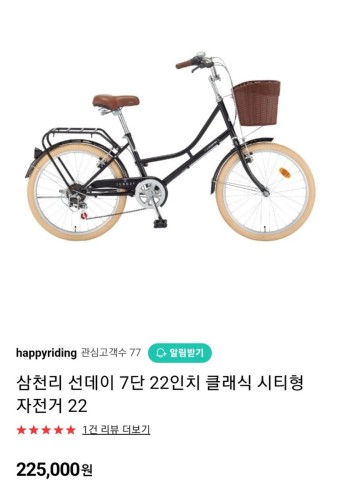 happyriding 관심고객수 77 알림받기
삼천리 선데이 7단 22인치 클래식 시티형
자전거 22
1건 리뷰 더보기
225,000원